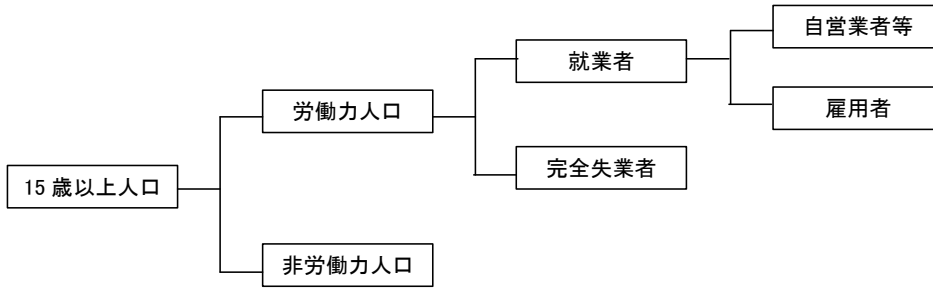 15 歳以上人口
労働力人口
非労働力人口
就業者
完全失業者
自営業者等
雇用者